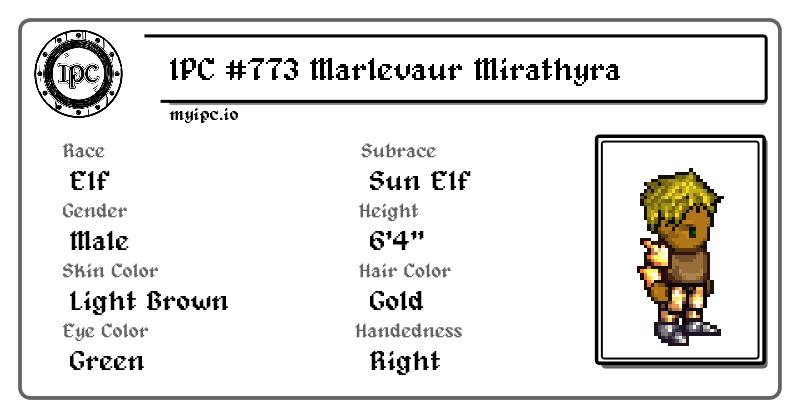 IPC
IPC #773 Marlevaur Mirathyra
myipc.io
Race
Elf
Subrace
Sun Elf
Gender
Male
Height
6'4"
Skin Color
Light Brown
Hair Color
Gold
Eye Color
Green
Handedness
Right